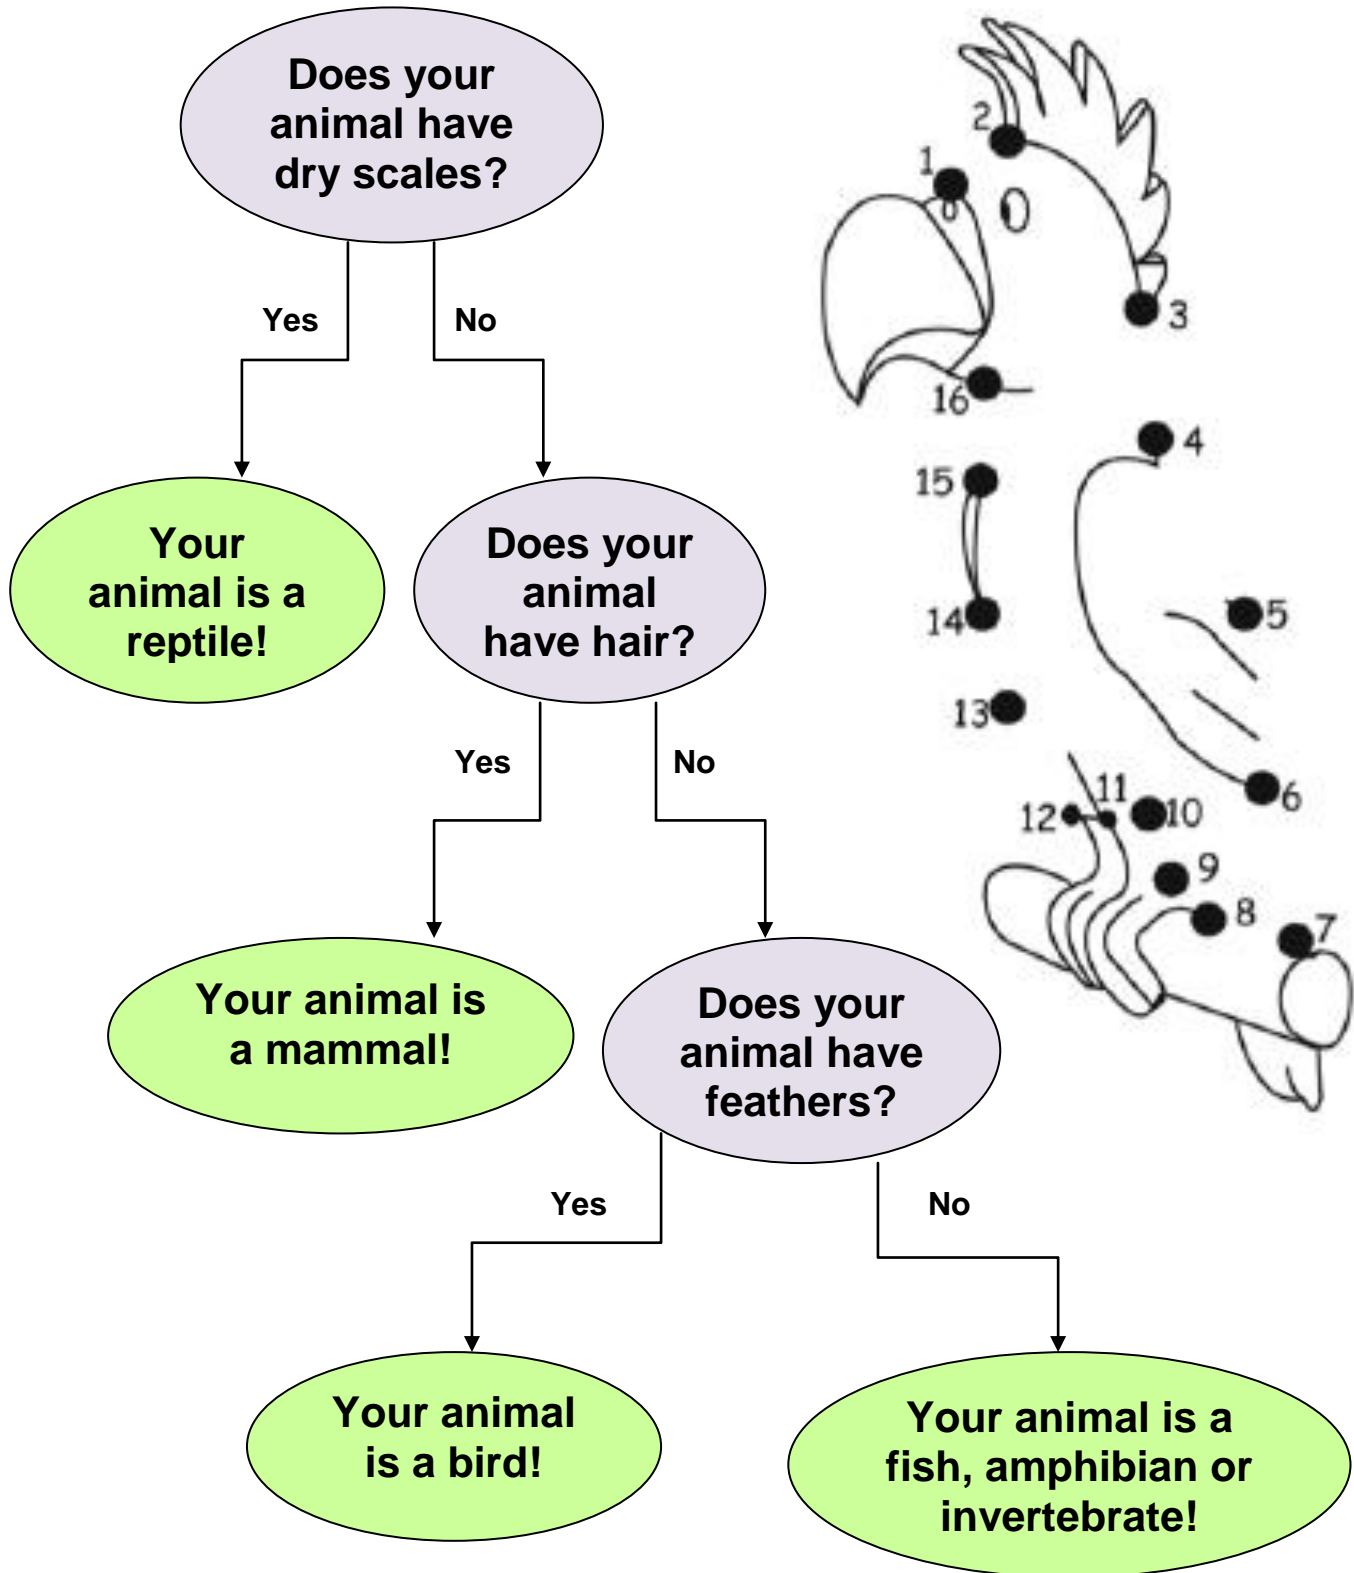 Does your
animal have
dry scales?
Yes
No
Your
animal is a
reptile!
Does your
animal
have hair?
Yes
No
Your animal is
a mammal!
Does your
animal have
feathers?
Yes
No
Your animal
is a bird!
Your animal is a
fish, amphibian or
invertebrate!
1
2
3
4
5
6
7
8
9
10
11
12
13
14
15
16